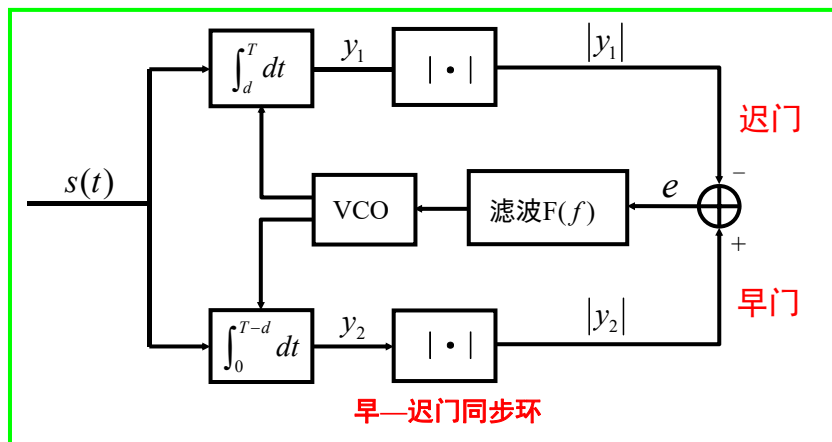 ∫_d^T dt
y₁
| • |
|y₁|
迟门
s(t)
VCO
滤波F(f)
e
−
+
早门
∫_0^{T−d} dt
y₂
| • |
|y₂|
早—迟门同步环